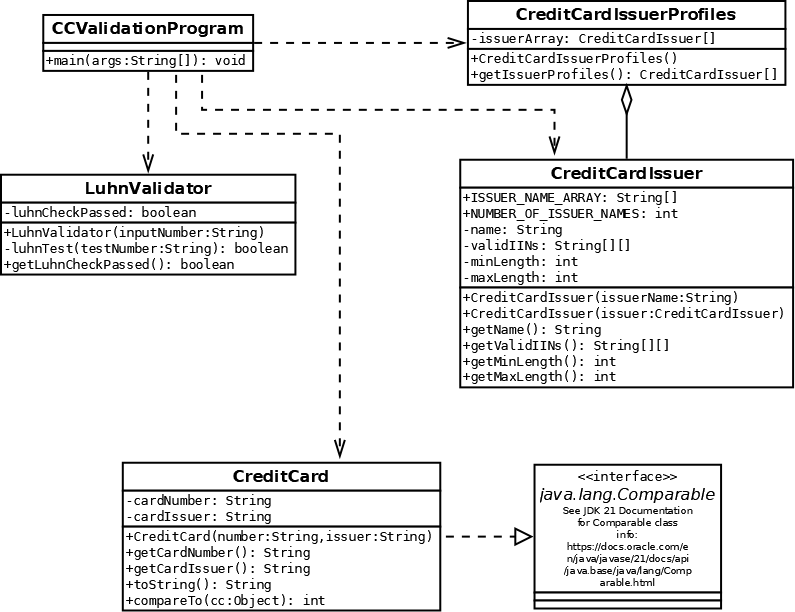 CCValidationProgram
+main(args:String[]): void
CreditCardIssuerProfiles
-issuerArray: CreditCardIssuer[]
+CreditCardIssuerProfiles()
+getIssuerProfiles(): CreditCardIssuer[]
LuhnValidator
-luhnCheckPassed: boolean
+LuhnValidator(inputNumber:String)
-luhnTest(testNumber:String): boolean
+getLuhnCheckPassed(): boolean
CreditCardIssuer
+ISSUER_NAME_ARRAY: String[]
+NUMBER_OF_ISSUER_NAMES: int
-name: String
-validIINs: String[][]
-minLength: int
-maxLength: int
+CreditCardIssuer(issuerName:String)
+CreditCardIssuer(issuer:CreditCardIssuer)
+getName(): String
+getValidIINs(): String[][]
+getMinLength(): int
+getMaxLength(): int
CreditCard
-cardNumber: String
-cardIssuer: String
+CreditCard(number:String,issuer:String)
+getCardNumber(): String
+getCardIssuer(): String
+toString(): String
+compareTo(cc:Object): int
<<interface>>
java.lang.Comparable
See JDK 21 Documentation
for Comparable class
info:
https://docs.oracle.com/e
n/java/javase/21/docs/api
/java.base/java/lang/Comp
arable.html